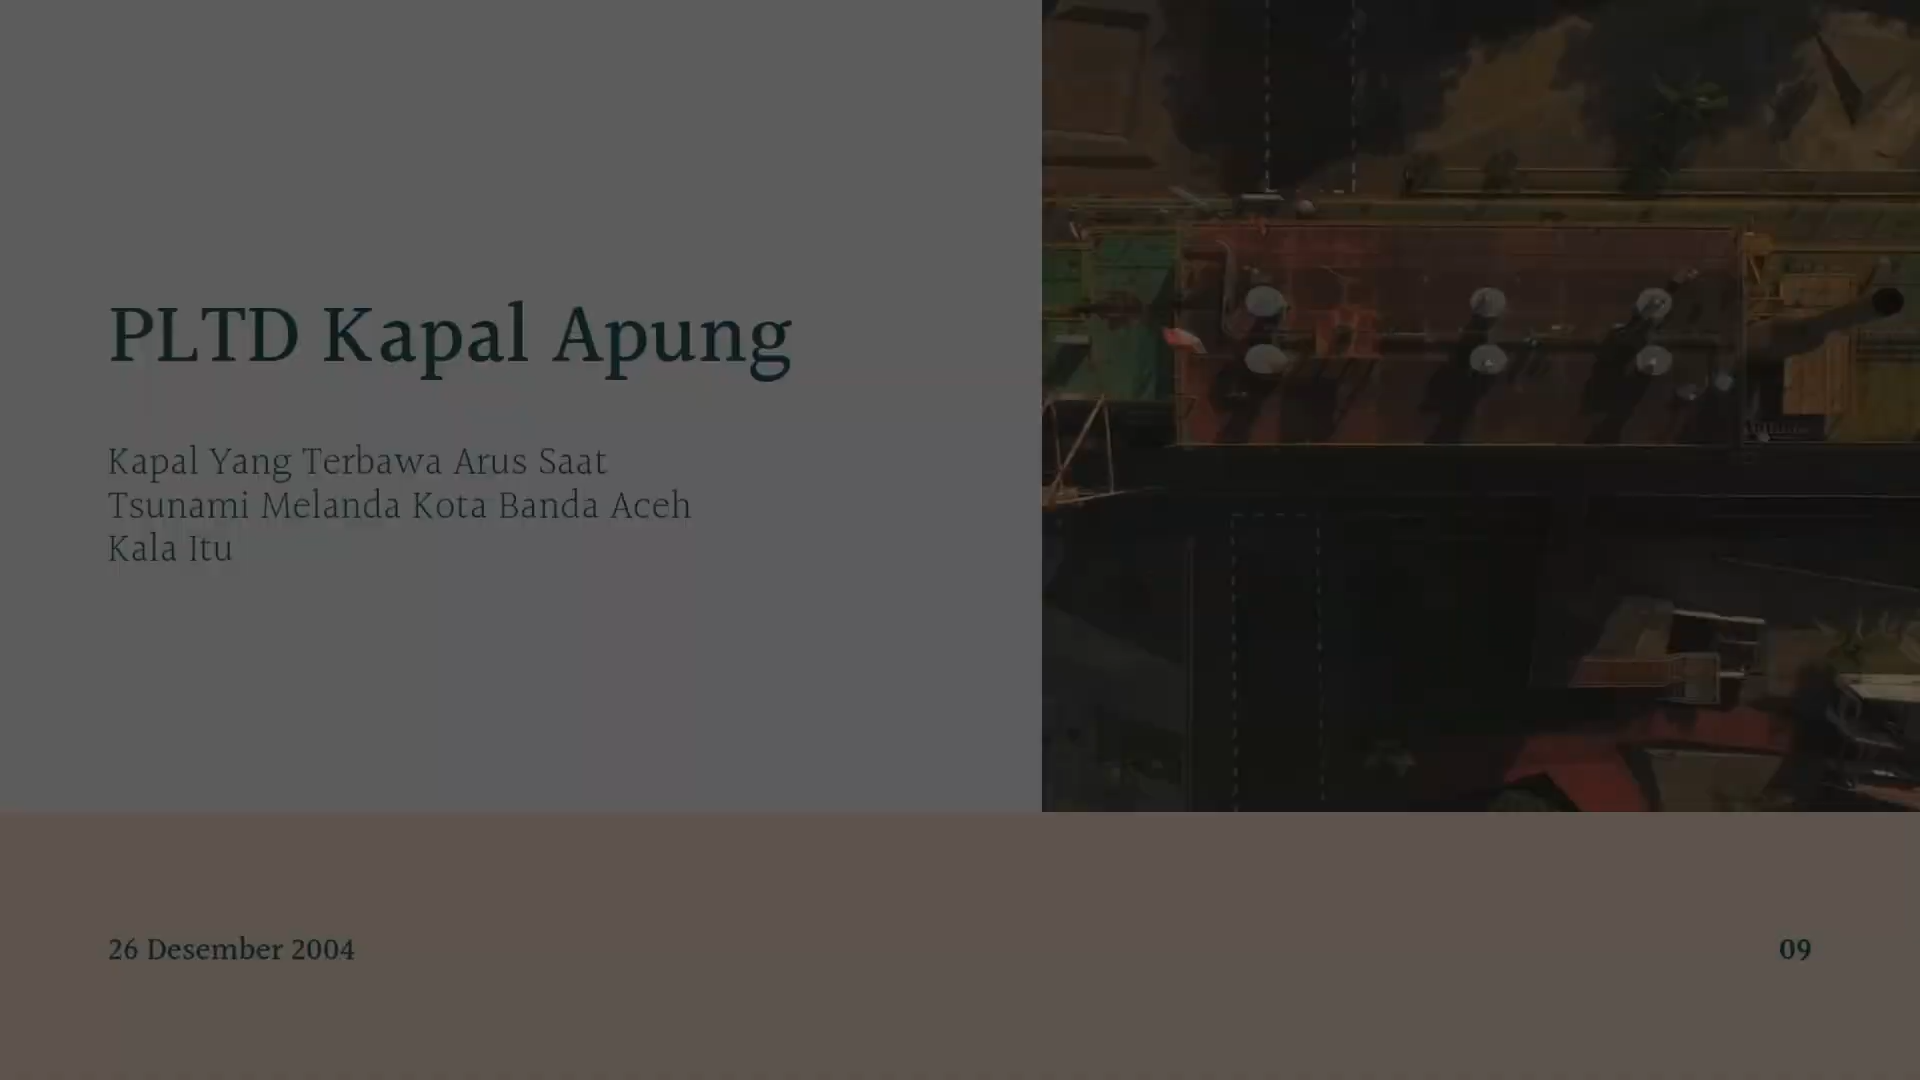 PLTD Kapal Apung
Kapal Yang Terbawa Arus Saat
Tsunami Melanda Kota Banda Aceh
Kala Itu
26 Desember 2004
09